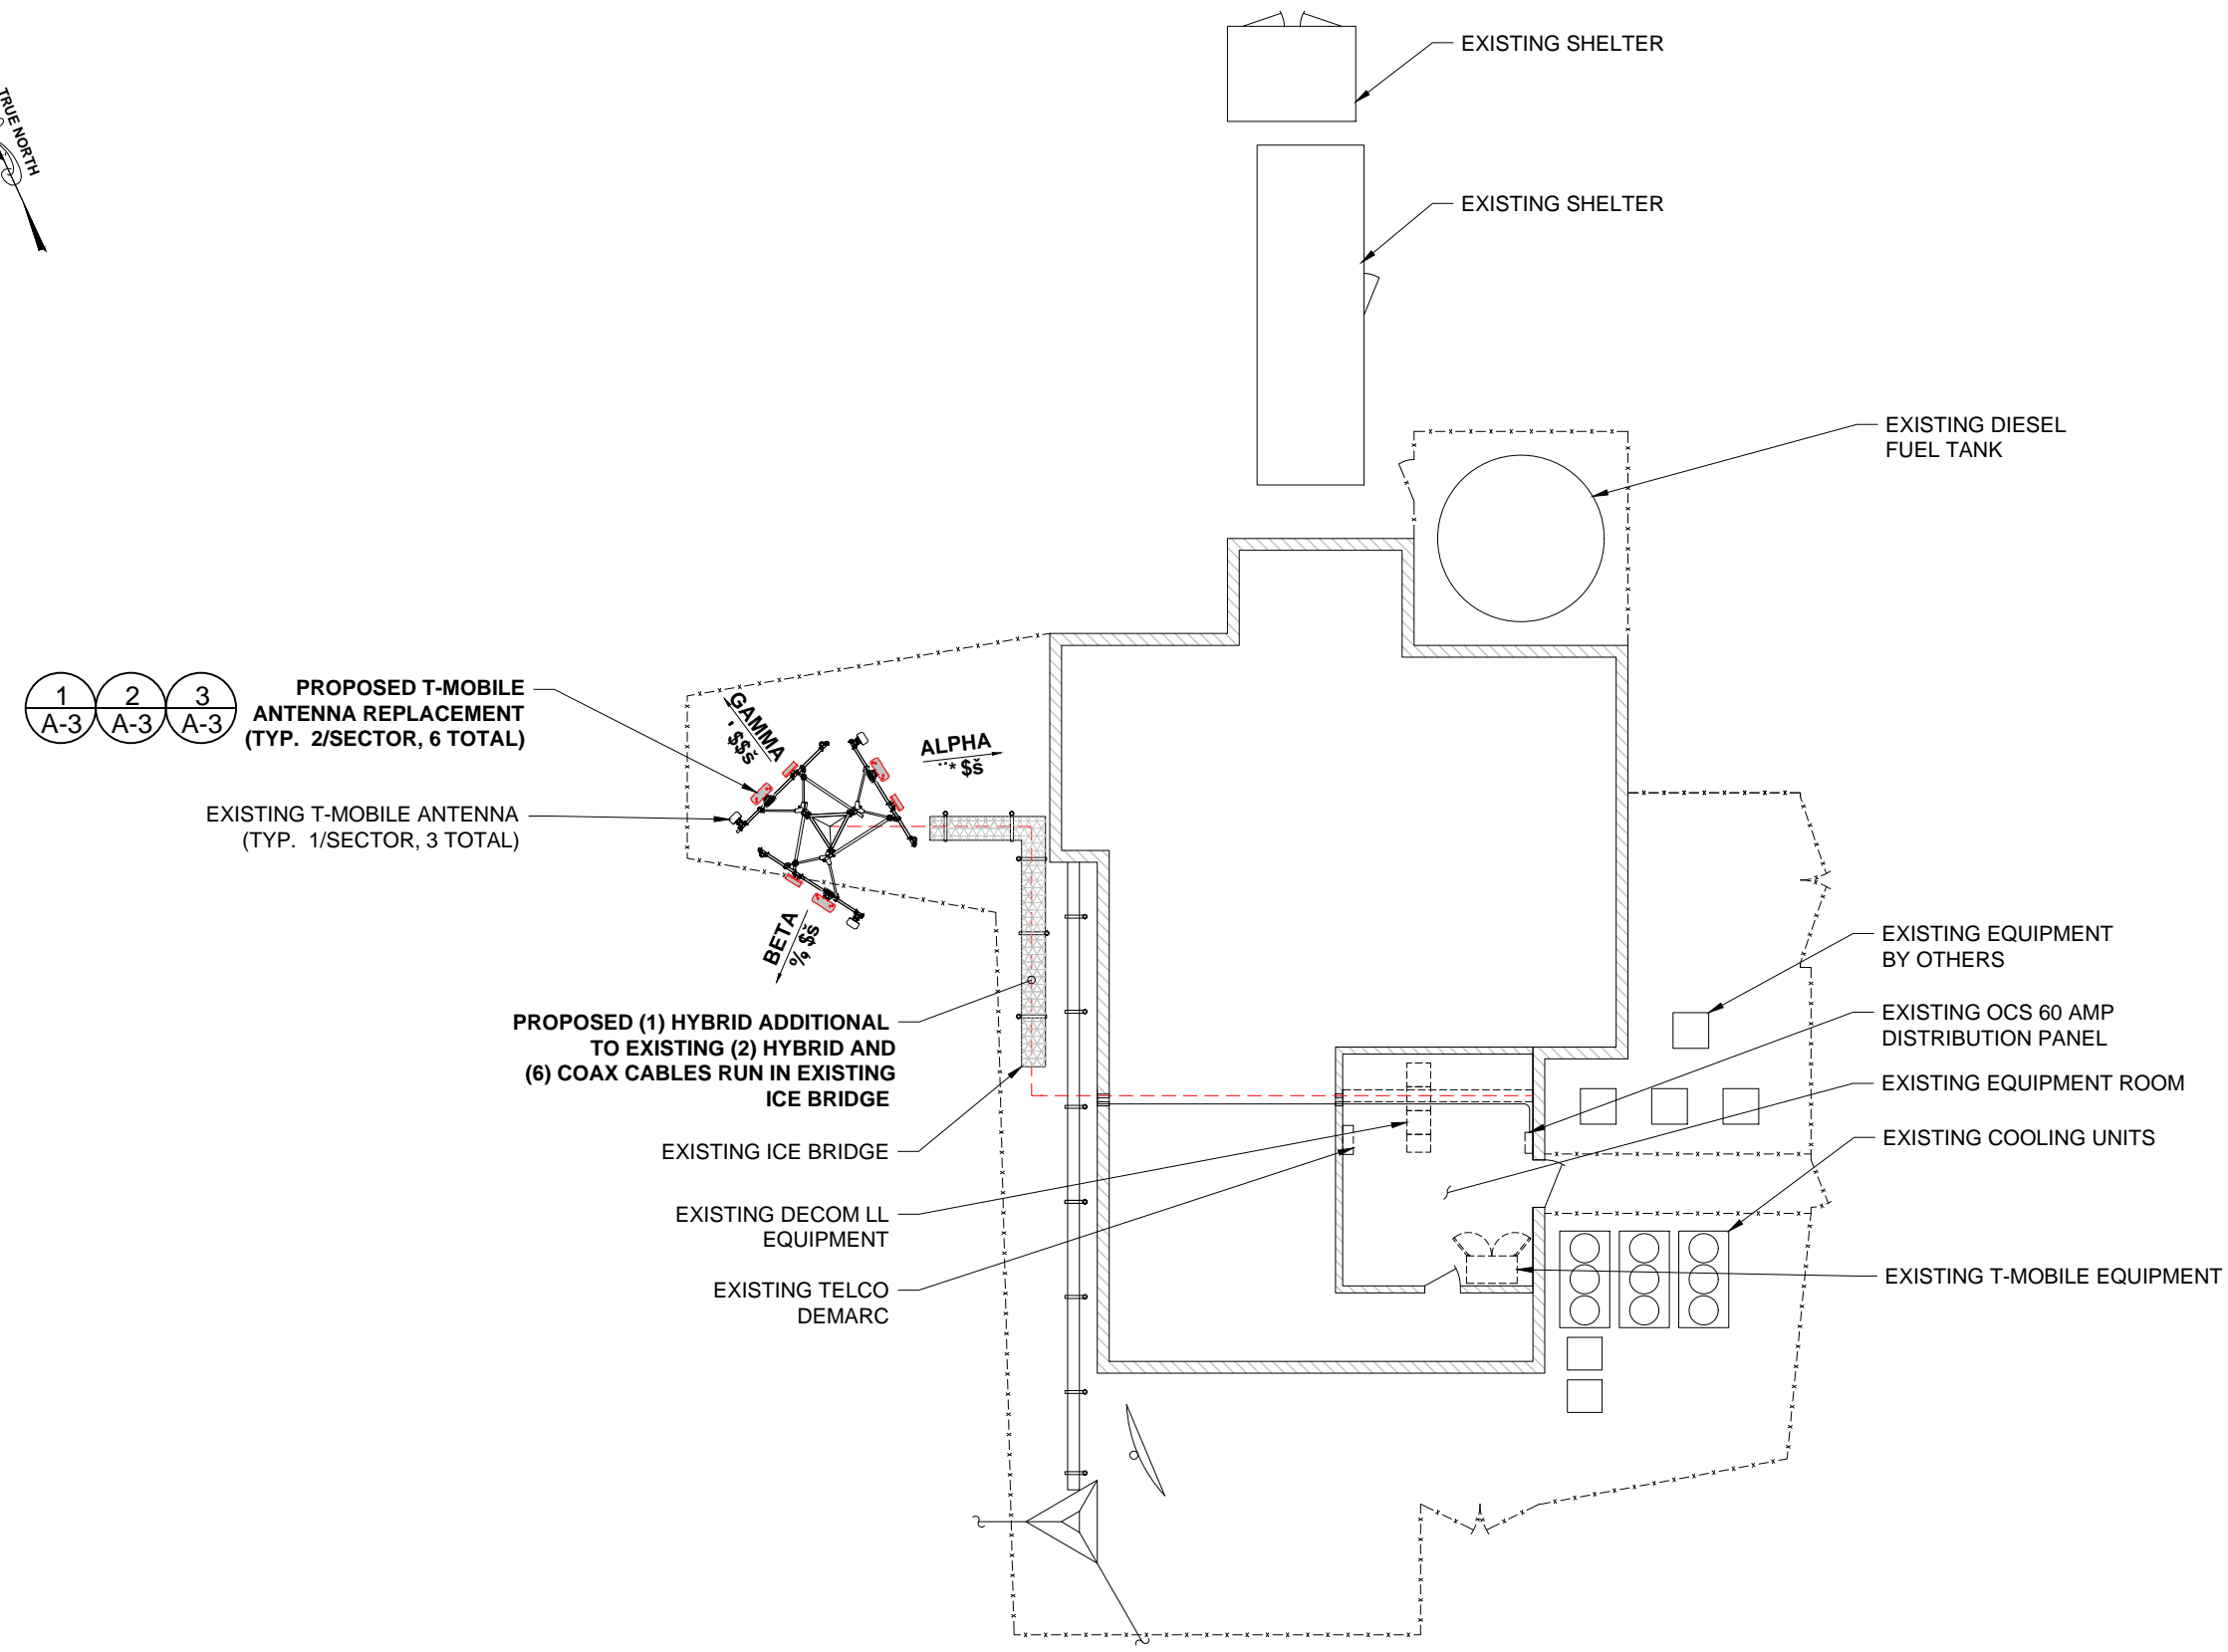 TRUE NORTH
EXISTING SHELTER
EXISTING SHELTER
EXISTING DIESEL
FUEL TANK
1
A-3
2
A-3
3
A-3
PROPOSED T-MOBILE
ANTENNA REPLACEMENT
(TYP. 2/SECTOR, 6 TOTAL)
EXISTING T-MOBILE ANTENNA
(TYP. 1/SECTOR, 3 TOTAL)
GAMMA
ALPHA
BETA
PROPOSED (1) HYBRID ADDITIONAL
TO EXISTING (2) HYBRID AND
(6) COAX CABLES RUN IN EXISTING
ICE BRIDGE
EXISTING ICE BRIDGE
EXISTING DECOM LL
EQUIPMENT
EXISTING TELCO
DEMARC
EXISTING EQUIPMENT
BY OTHERS
EXISTING OCS 60 AMP
DISTRIBUTION PANEL
EXISTING EQUIPMENT ROOM
EXISTING COOLING UNITS
EXISTING T-MOBILE EQUIPMENT